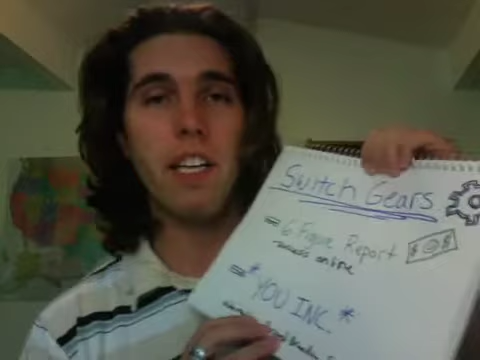 Switch Gears
= 6 Figure Report $@$
online
= *YOU INC.*